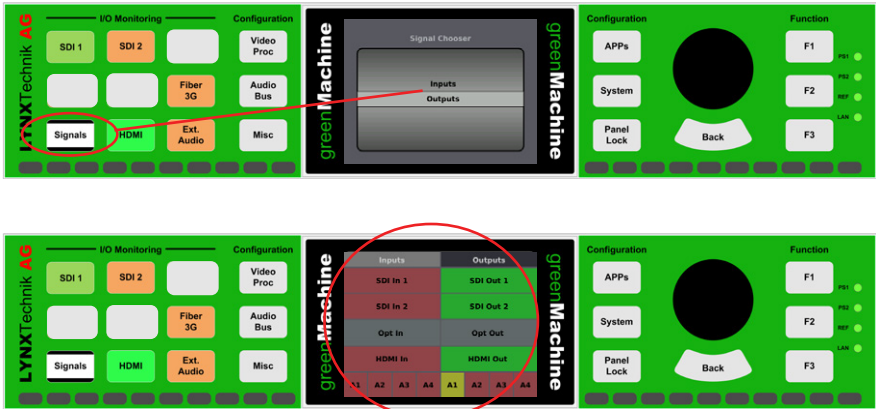 LYNXTechnik AG
I/O Monitoring
Configuration
SDI 1
SDI 2
Video Proc
Fiber 3G
Audio Bus
Signals
HDMI
Ext. Audio
Misc
greenMachine
Signal Chooser
Inputs
Outputs
greenMachine
Configuration
Function
APPs
F1
System
F2
Panel Lock
Back
F3
PS1
PS2
REF
LAN
LYNXTechnik AG
I/O Monitoring
Configuration
SDI 1
SDI 2
Video Proc
Fiber 3G
Audio Bus
Signals
HDMI
Ext. Audio
Misc
greenMachine
Inputs
Outputs
SDI In 1
SDI Out 1
SDI In 2
SDI Out 2
Opt In
Opt Out
HDMI In
HDMI Out
A1 A2 A3 A4 A1 A2 A3 A4
greenMachine
Configuration
Function
APPs
F1
System
F2
Panel Lock
Back
F3
PS1
PS2
REF
LAN